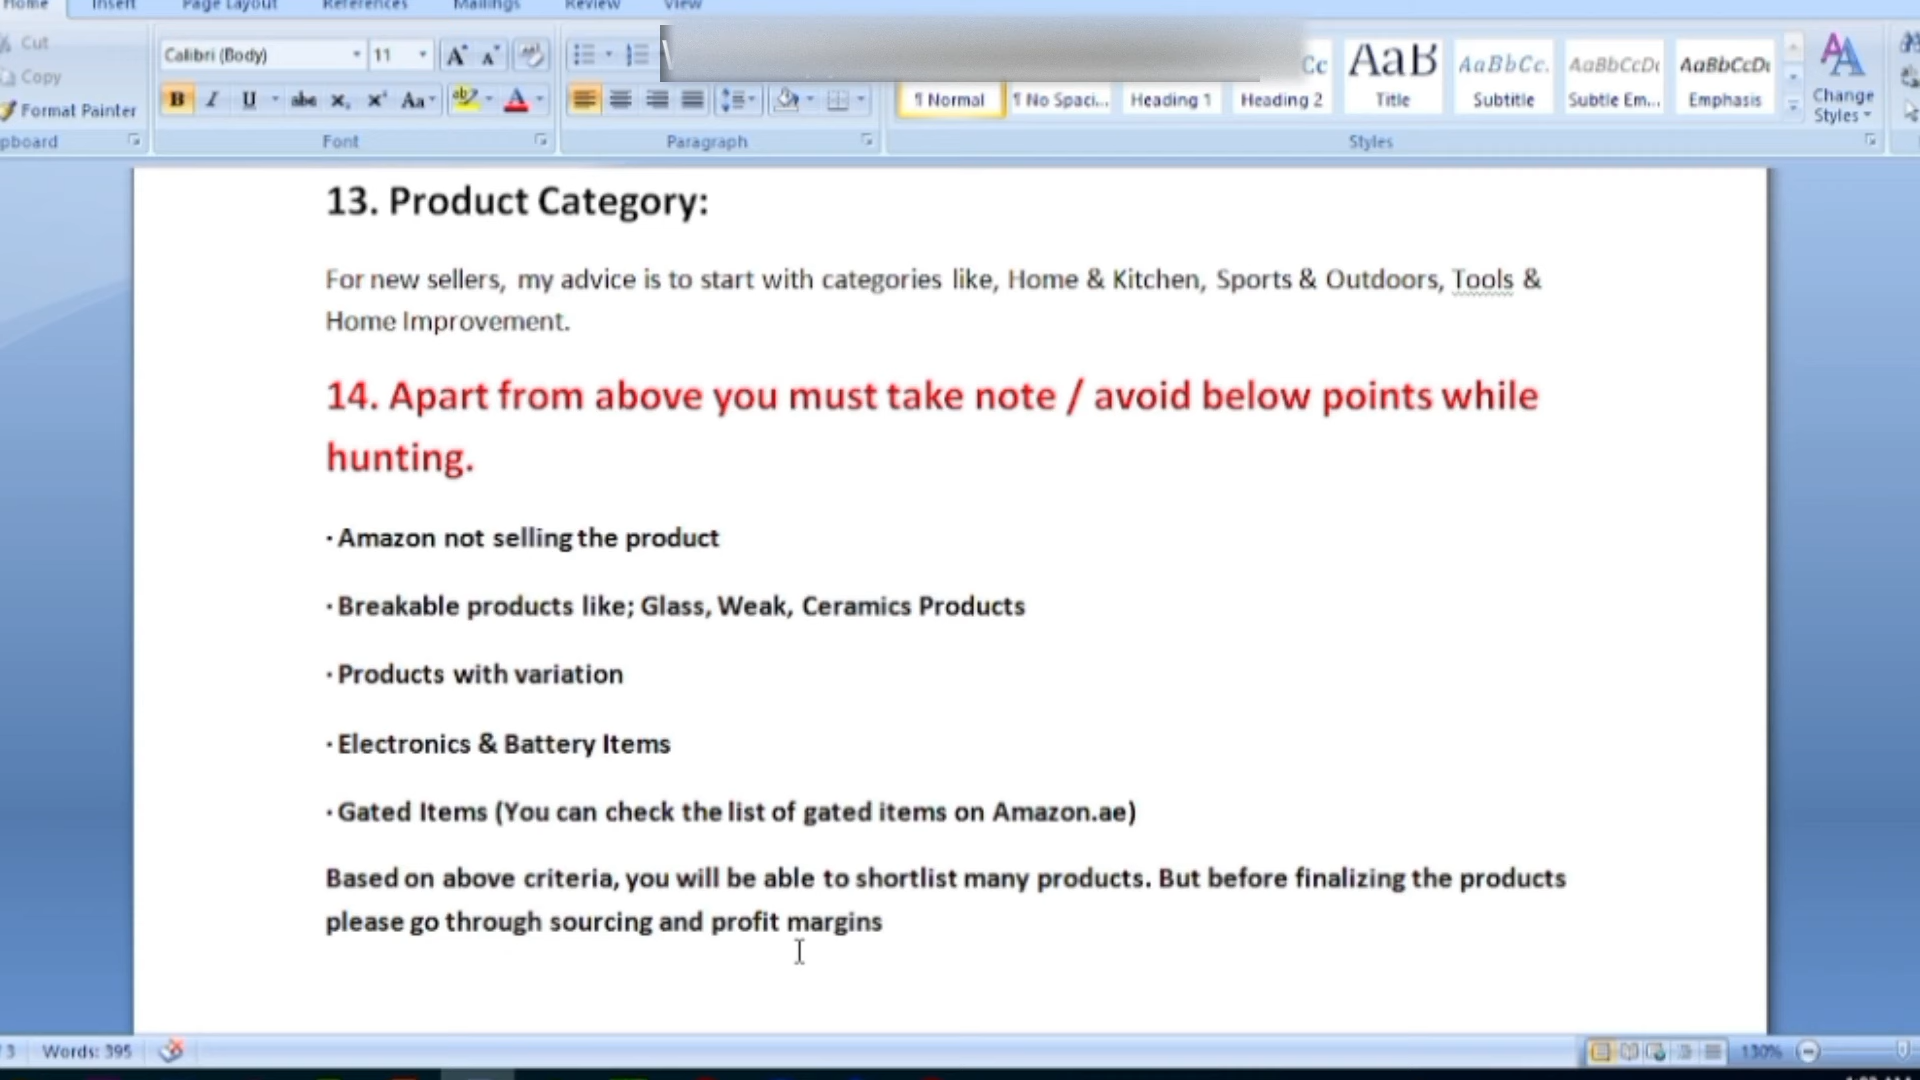 Home Insert Page Layout References Mailings Review View
Cut
Calibri (Body) 11
Copy
Format Painter
B I U abc x, x' Aa
Cc AaB AaBbCc. AaBbCcDi AaBbCcDi
¶ Normal ¶ No Spaci... Heading 1 Heading 2 Title Subtitle Subtle Em... Emphasis
Change
Styles
pboard Font Paragraph Styles
13. Product Category:
For new sellers, my advice is to start with categories like, Home & Kitchen, Sports & Outdoors, Tools &
Home Improvement.
14. Apart from above you must take note / avoid below points while
hunting.
· Amazon not selling the product
· Breakable products like; Glass, Weak, Ceramics Products
· Products with variation
· Electronics & Battery Items
· Gated Items (You can check the list of gated items on Amazon.ae)
Based on above criteria, you will be able to shortlist many products. But before finalizing the products
please go through sourcing and profit margins
3 Words: 395 130%